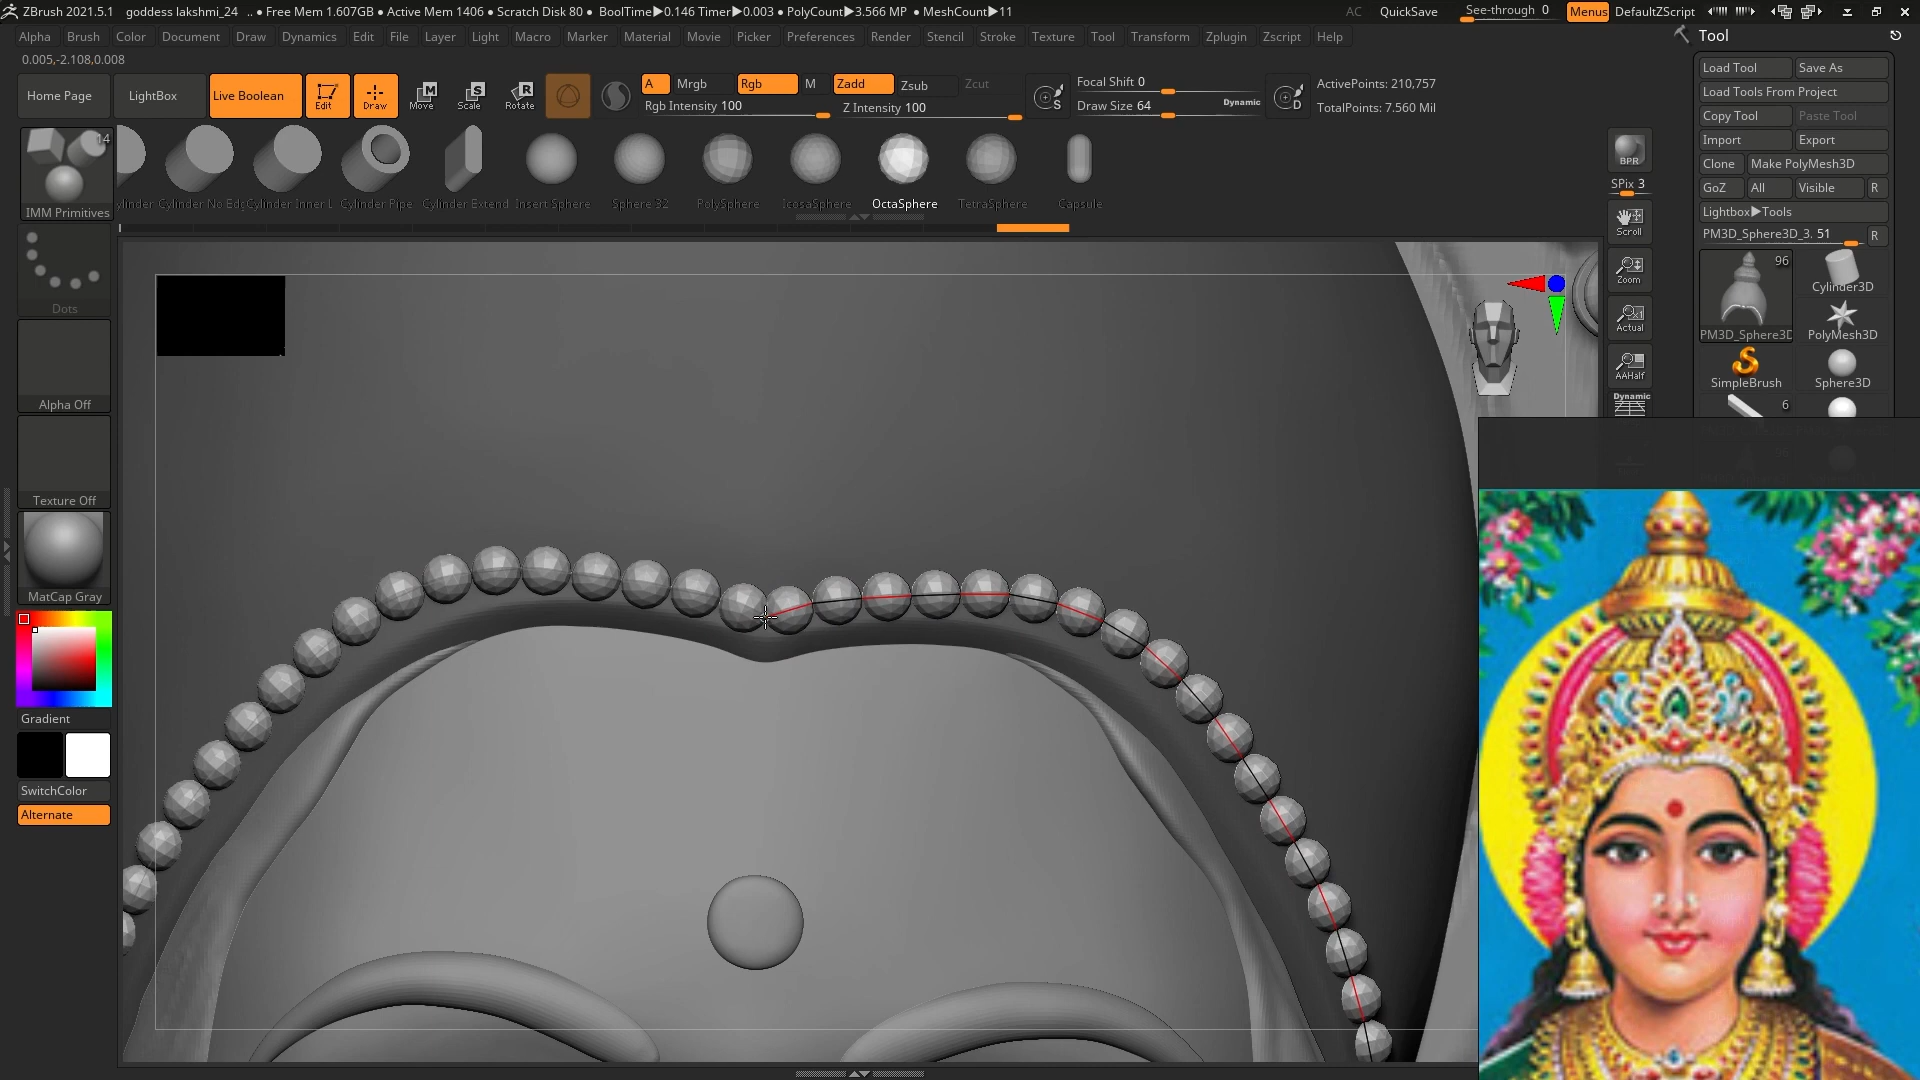 ZBrush 2021.5.1 goddess lakshmi_24 .. • Free Mem 1.607GB • Active Mem 1406 • Scratch Disk 80 • BoolTime▶0.146 Timer▶0.003 • PolyCount▶3.566 MP • MeshCount▶11 AC QuickSave See-through 0 Menus DefaultZScript
Alpha Brush Color Document Draw Dynamics Edit File Layer Light Macro Marker Material Movie Picker Preferences Render Stencil Stroke Texture Tool Transform Zplugin Zscript Help
Tool
0.005,-2.108,0.008
Load Tool Save As
Load Tools From Project
Copy Tool Paste Tool
Import Export
Clone Make PolyMesh3D
GoZ All Visible R
Lightbox▶Tools
PM3D_Sphere3D_3. 51 R
96
PM3D_Sphere3D
Cylinder3D
PolyMesh3D
SimpleBrush
Sphere3D
6
Home Page LightBox Live Boolean Edit Draw Move Scale Rotate
M S R
A Mrgb Rgb M Zadd Zsub Zcut
Rgb Intensity 100 Z Intensity 100
S
Focal Shift 0
Draw Size 64 Dynamic
D
ActivePoints: 210,757
TotalPoints: 7.560 Mil
14
IMM Primitives
Cylinder No Edg Cylinder Inner L Cylinder Pipe Cylinder Extend Insert Sphere Sphere 32 PolySphere IcosaSphere OctaSphere TetraSphere Capsule
BPR
SPix 3
Scroll
Zoom
Actual
AAHalf
Dynamic
Dots
Alpha Off
Texture Off
MatCap Gray
Gradient
SwitchColor
Alternate